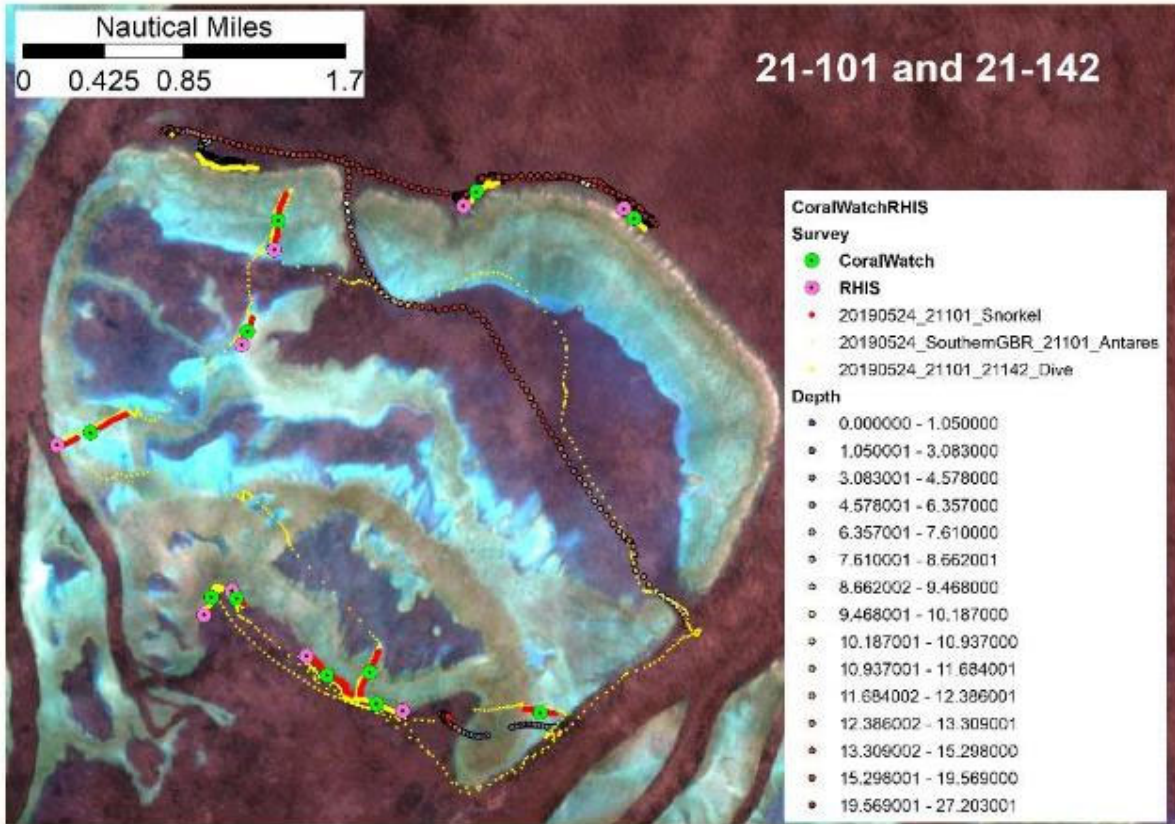 Nautical Miles
0 0.425 0.85 1.7
21-101 and 21-142
CoralWatchRHIS
Survey
CoralWatch
RHIS
20190524_21101_Snorkel
20190524_SouthernGBR_21101_Antares
20190524_21101_21142_Dive
Depth
0.000000 - 1.050000
1.050001 - 3.083000
3.083001 - 4.578000
4.578001 - 6.357000
6.357001 - 7.610000
7.610001 - 8.662001
8.662002 - 9.468000
9.468001 - 10.187000
10.187001 - 10.937000
10.937001 - 11.684001
11.684002 - 12.386001
12.386002 - 13.309001
13.309002 - 15.298000
15.298001 - 19.569000
19.569001 - 27.203001